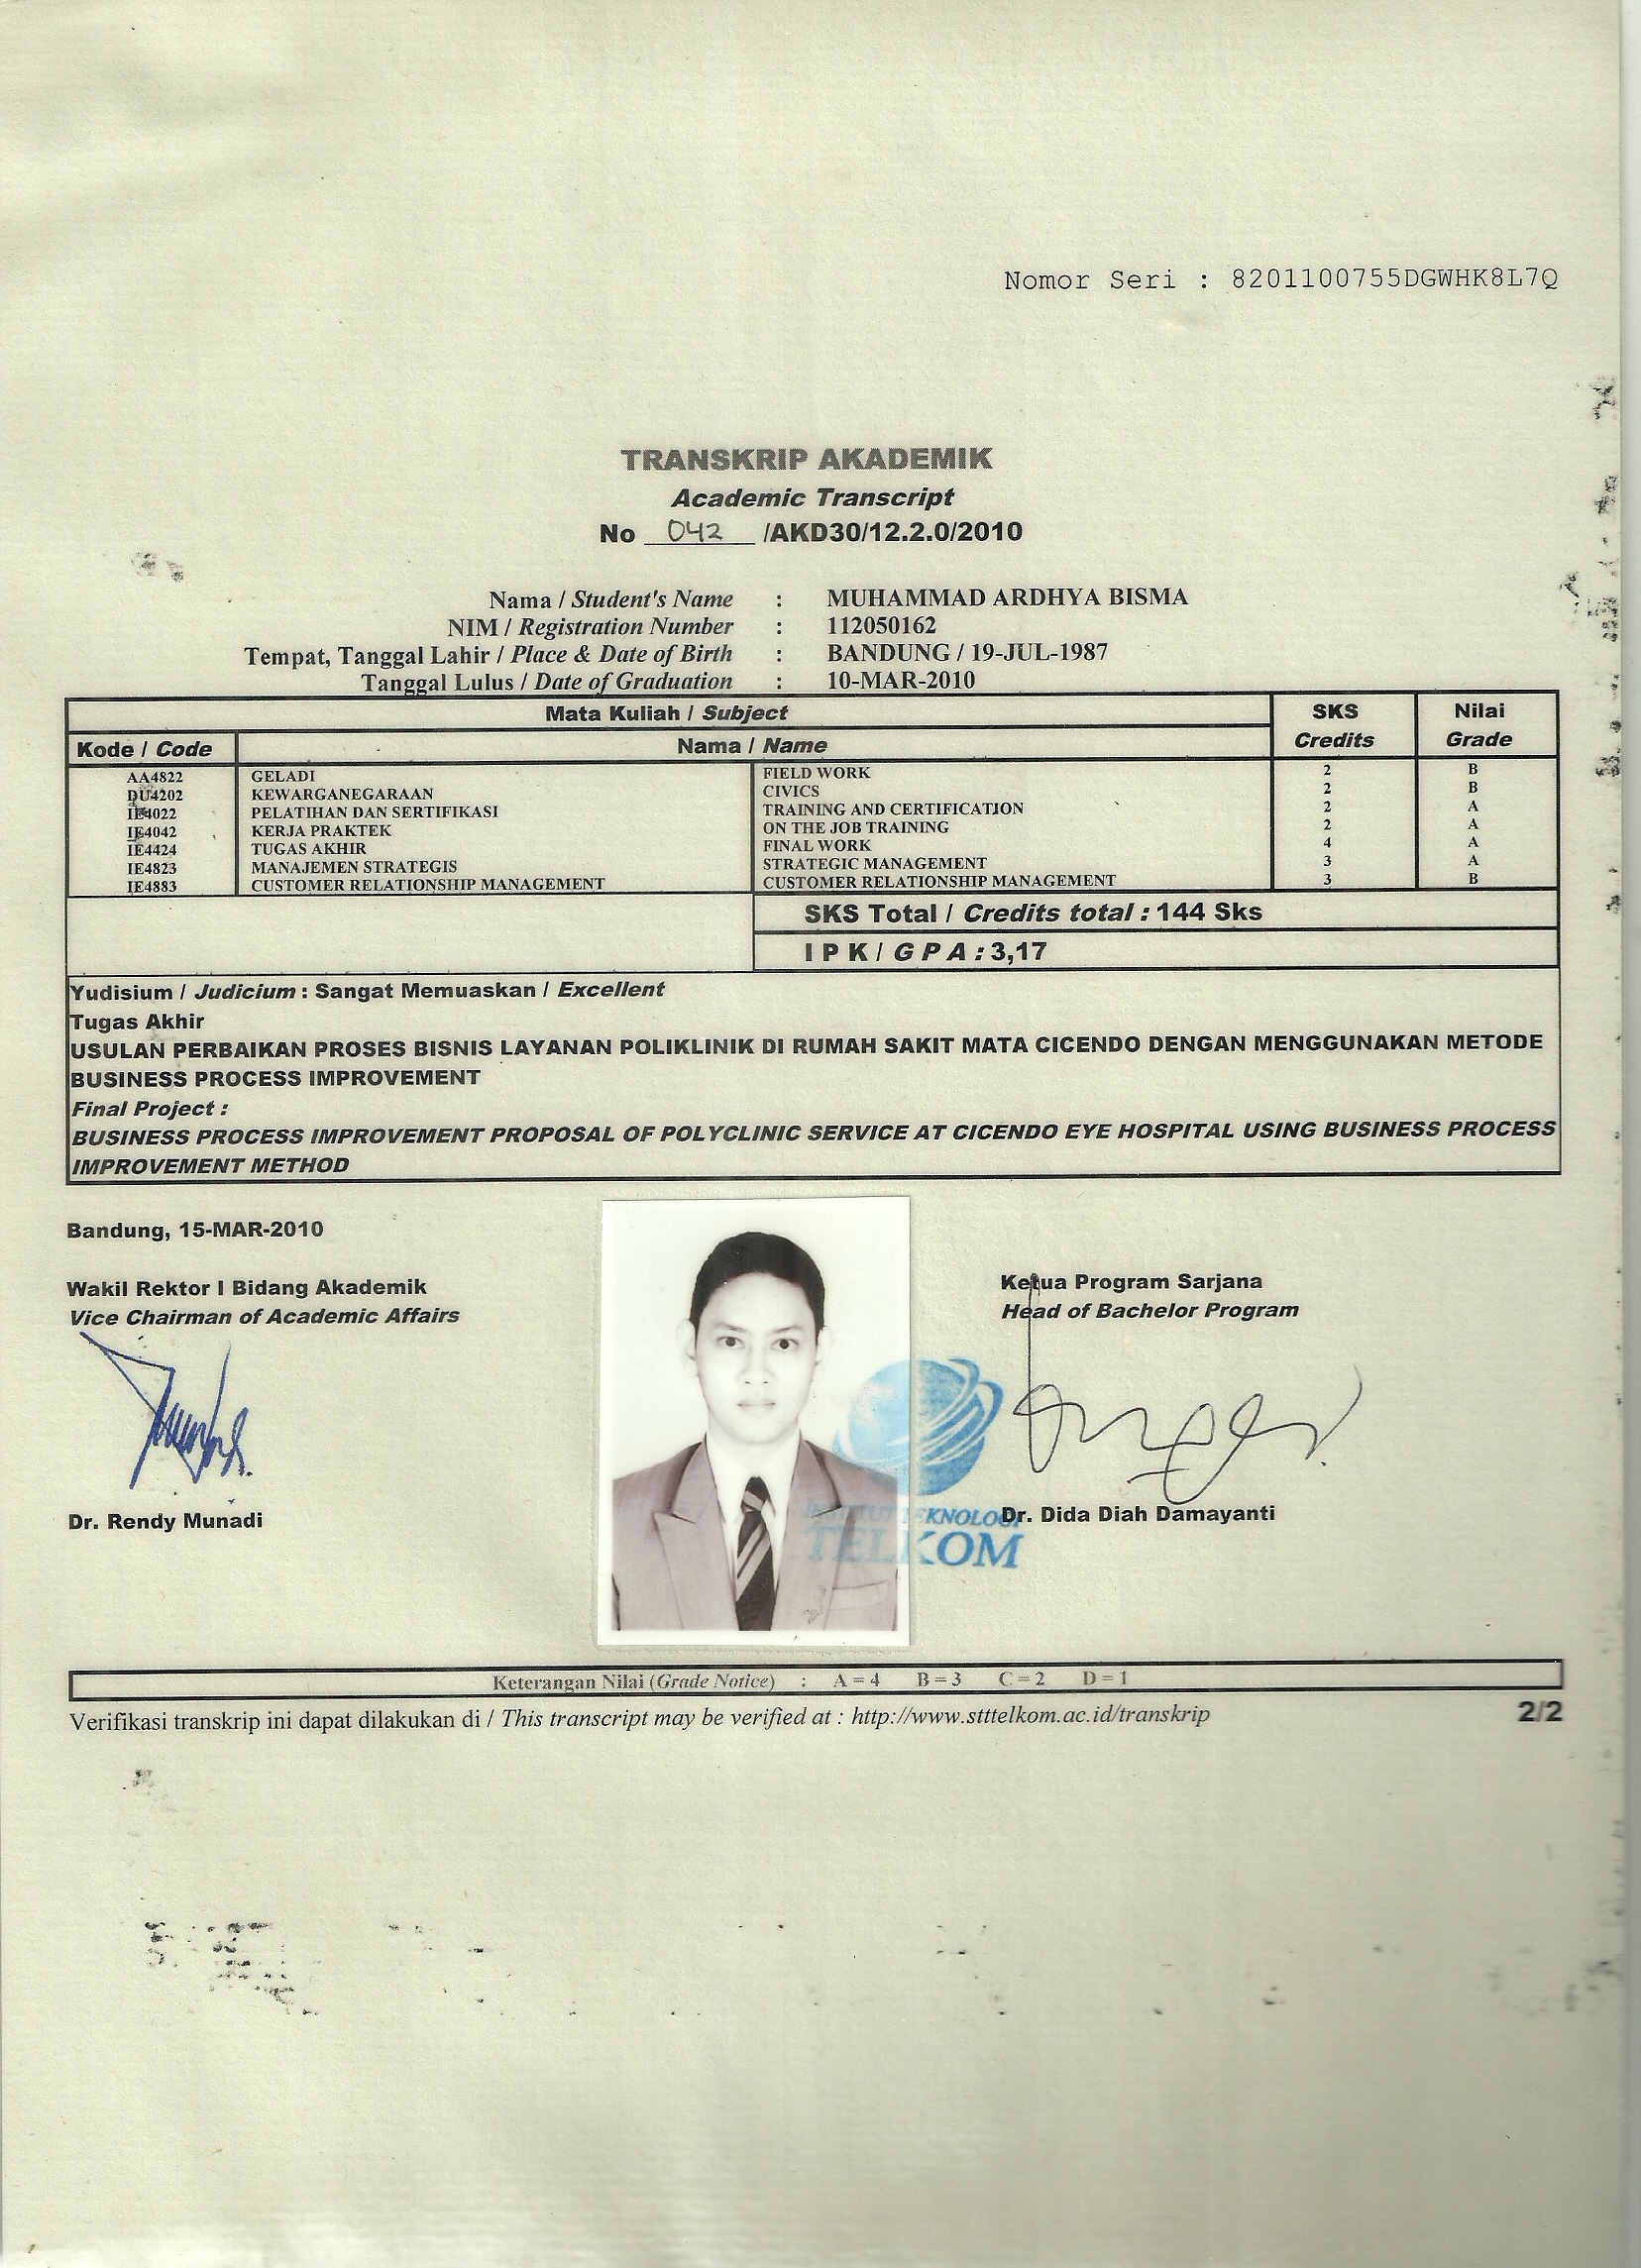 Nomor Seri : 8201100755DGWHK8L7Q
TRANSKRIP AKADEMIK
Academic Transcript
No 042 /AKD30/12.2.0/2010
Nama / Student's Name : MUHAMMAD ARDHYA BISMA
NIM / Registration Number : 112050162
Tempat, Tanggal Lahir / Place & Date of Birth : BANDUNG / 19-JUL-1987
Tanggal Lulus / Date of Graduation : 10-MAR-2010
Mata Kuliah / Subject SKS Nilai
Kode / Code Nama / Name Credits Grade
AA4822 GELADI FIELD WORK 2 B
DU4202 KEWARGANEGARAAN CIVICS 2 B
IE4022 PELATIHAN DAN SERTIFIKASI TRAINING AND CERTIFICATION 2 A
IE4042 KERJA PRAKTEK ON THE JOB TRAINING 2 A
IE4424 TUGAS AKHIR FINAL WORK 4 A
IE4823 MANAJEMEN STRATEGIS STRATEGIC MANAGEMENT 3 A
IE4883 CUSTOMER RELATIONSHIP MANAGEMENT CUSTOMER RELATIONSHIP MANAGEMENT 3 B
SKS Total / Credits total : 144 Sks
I P K / G P A : 3,17
Yudisium / Judicium : Sangat Memuaskan / Excellent
Tugas Akhir
USULAN PERBAIKAN PROSES BISNIS LAYANAN POLIKLINIK DI RUMAH SAKIT MATA CICENDO DENGAN MENGGUNAKAN METODE
BUSINESS PROCESS IMPROVEMENT
Final Project :
BUSINESS PROCESS IMPROVEMENT PROPOSAL OF POLYCLINIC SERVICE AT CICENDO EYE HOSPITAL USING BUSINESS PROCESS
IMPROVEMENT METHOD
Bandung, 15-MAR-2010
Wakil Rektor I Bidang Akademik
Vice Chairman of Academic Affairs
Dr. Rendy Munadi
Ketua Program Sarjana
Head of Bachelor Program
Dr. Dida Diah Damayanti
INSTITUT TEKNOLOGI
TELKOM
Keterangan Nilai (Grade Notice) : A = 4 B = 3 C = 2 D = 1
Verifikasi transkrip ini dapat dilakukan di / This transcript may be verified at : http://www.stttelkom.ac.id/transkrip 2/2